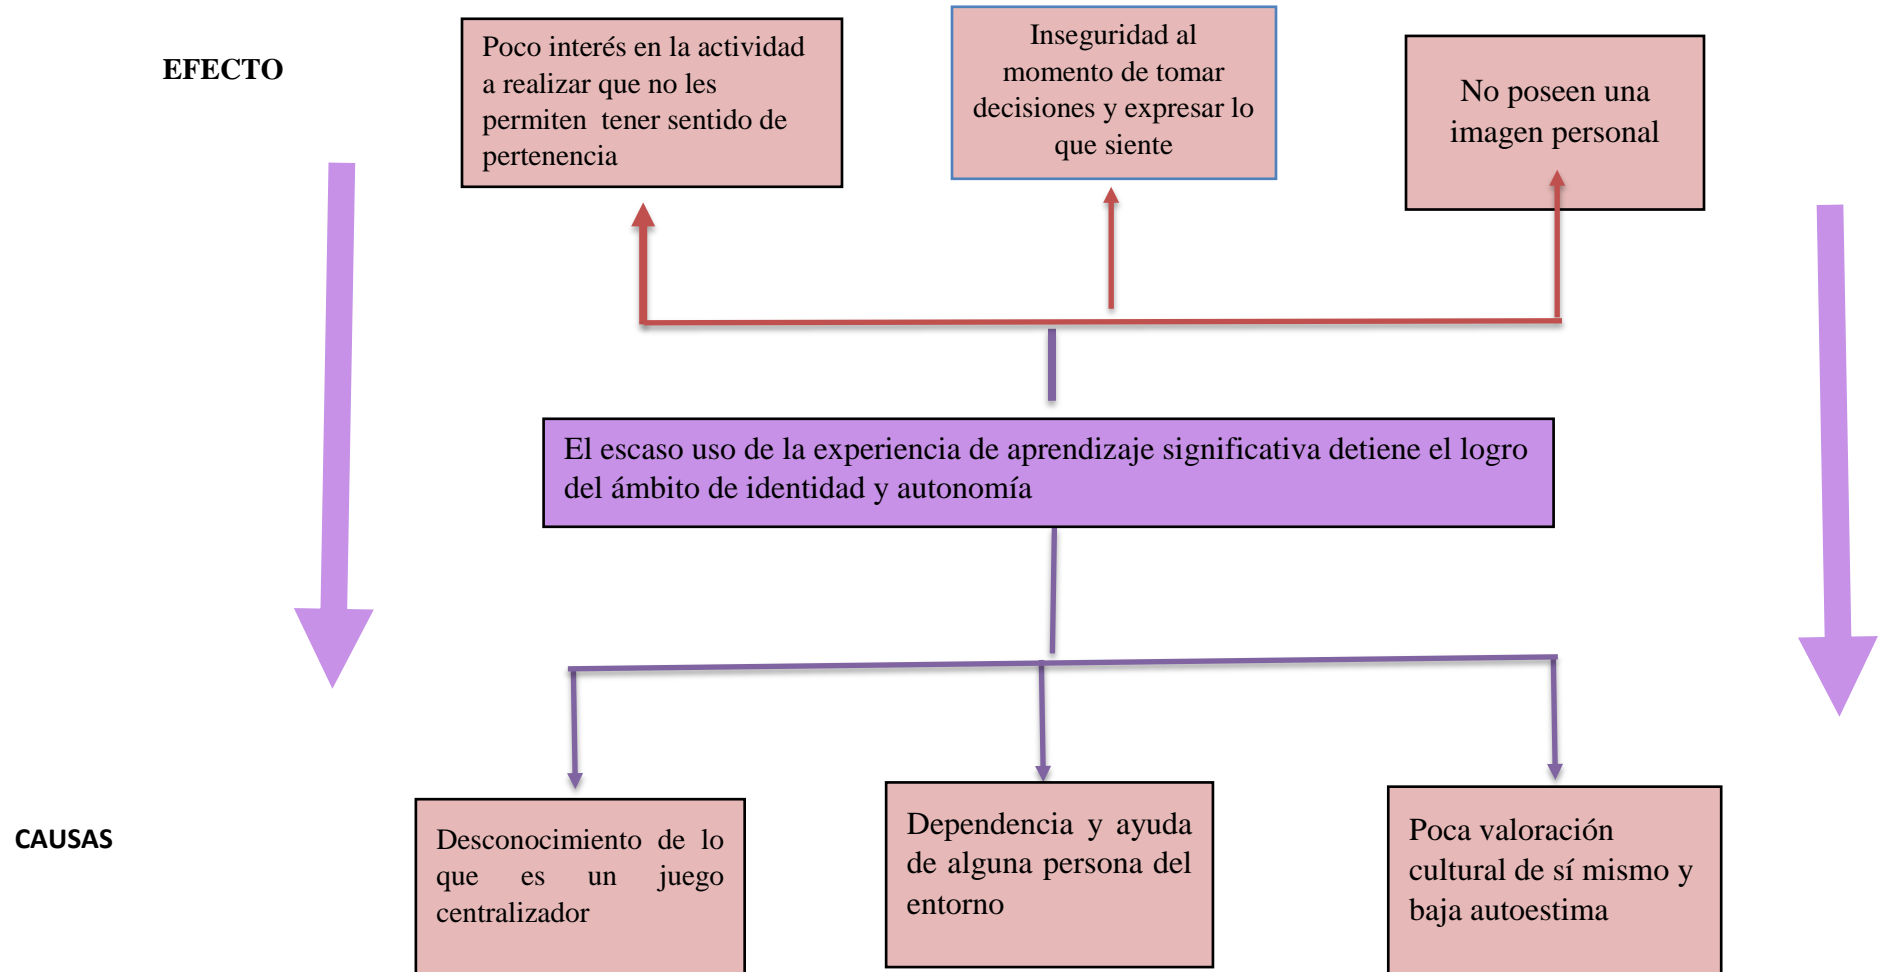 EFECTO
Poco interés en la actividad
a realizar que no les
permiten tener sentido de
pertenencia
Inseguridad al
momento de tomar
decisiones y expresar lo
que siente
No poseen una
imagen personal
El escaso uso de la experiencia de aprendizaje significativa detiene el logro
del ámbito de identidad y autonomía
CAUSAS
Desconocimiento de lo
que es un juego
centralizador
Dependencia y ayuda
de alguna persona del
entorno
Poca valoración
cultural de sí mismo y
baja autoestima